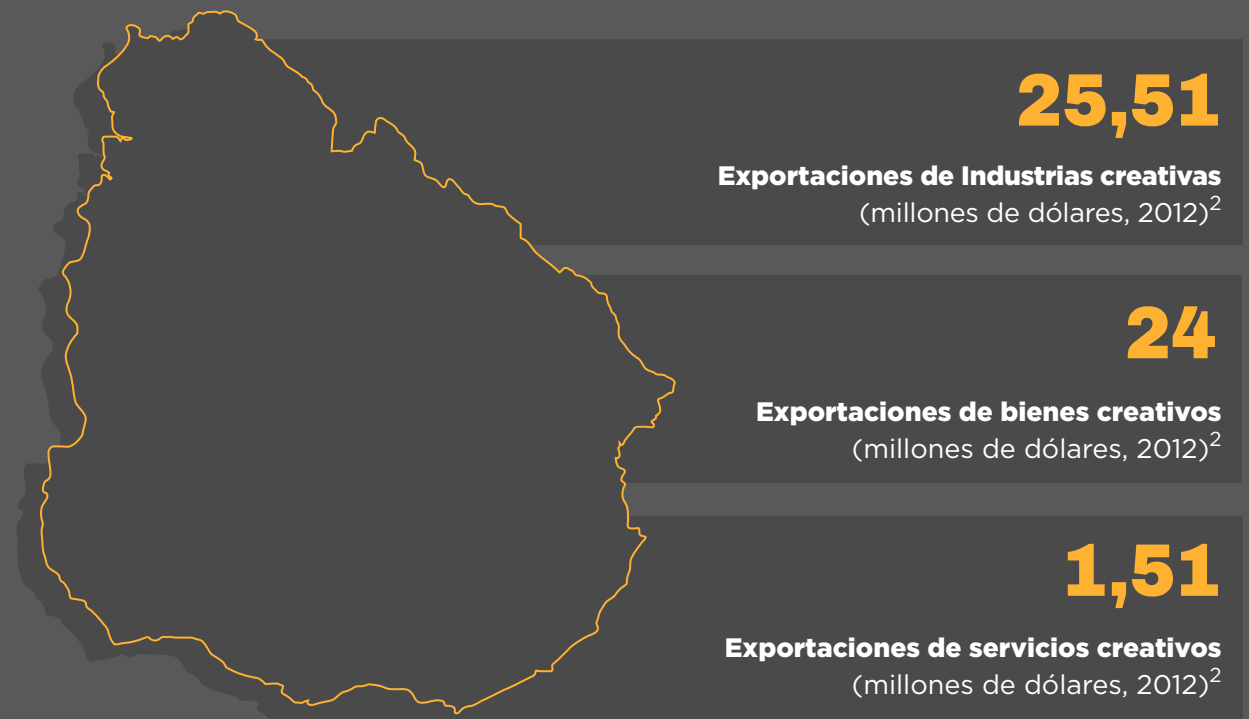 25,51
Exportaciones de Industrias creativas
(millones de dólares, 2012)²
24
Exportaciones de bienes creativos
(millones de dólares, 2012)²
1,51
Exportaciones de servicios creativos
(millones de dólares, 2012)²